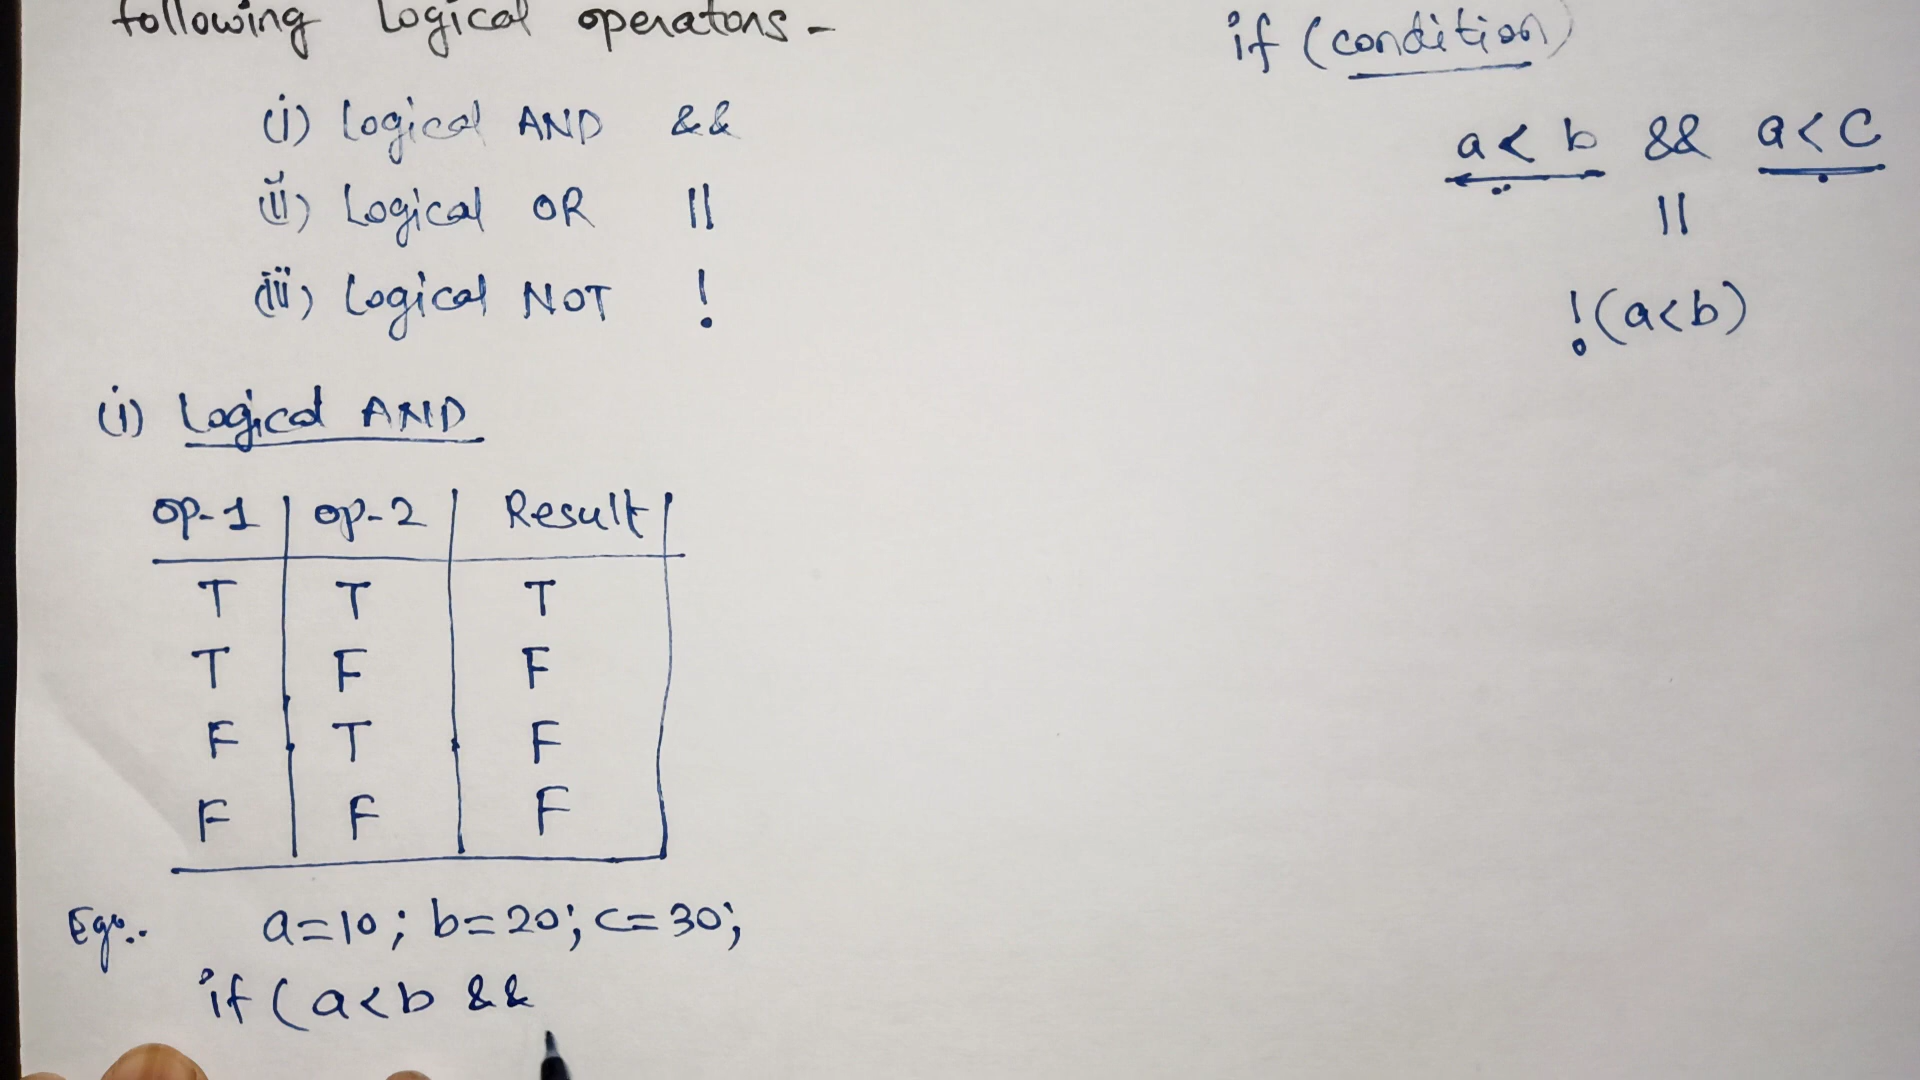 following Logical operators -
(i) Logical AND &&
(ii) Logical OR ||
(iii) Logical NOT !
if (condition)
a < b && a < c
||
!(a<b)
(i) Logical AND
op-1 | op-2 | Result
T T T
T F F
F T F
F F F
Eg:. a=10; b=20; c=30;
if (a<b &&